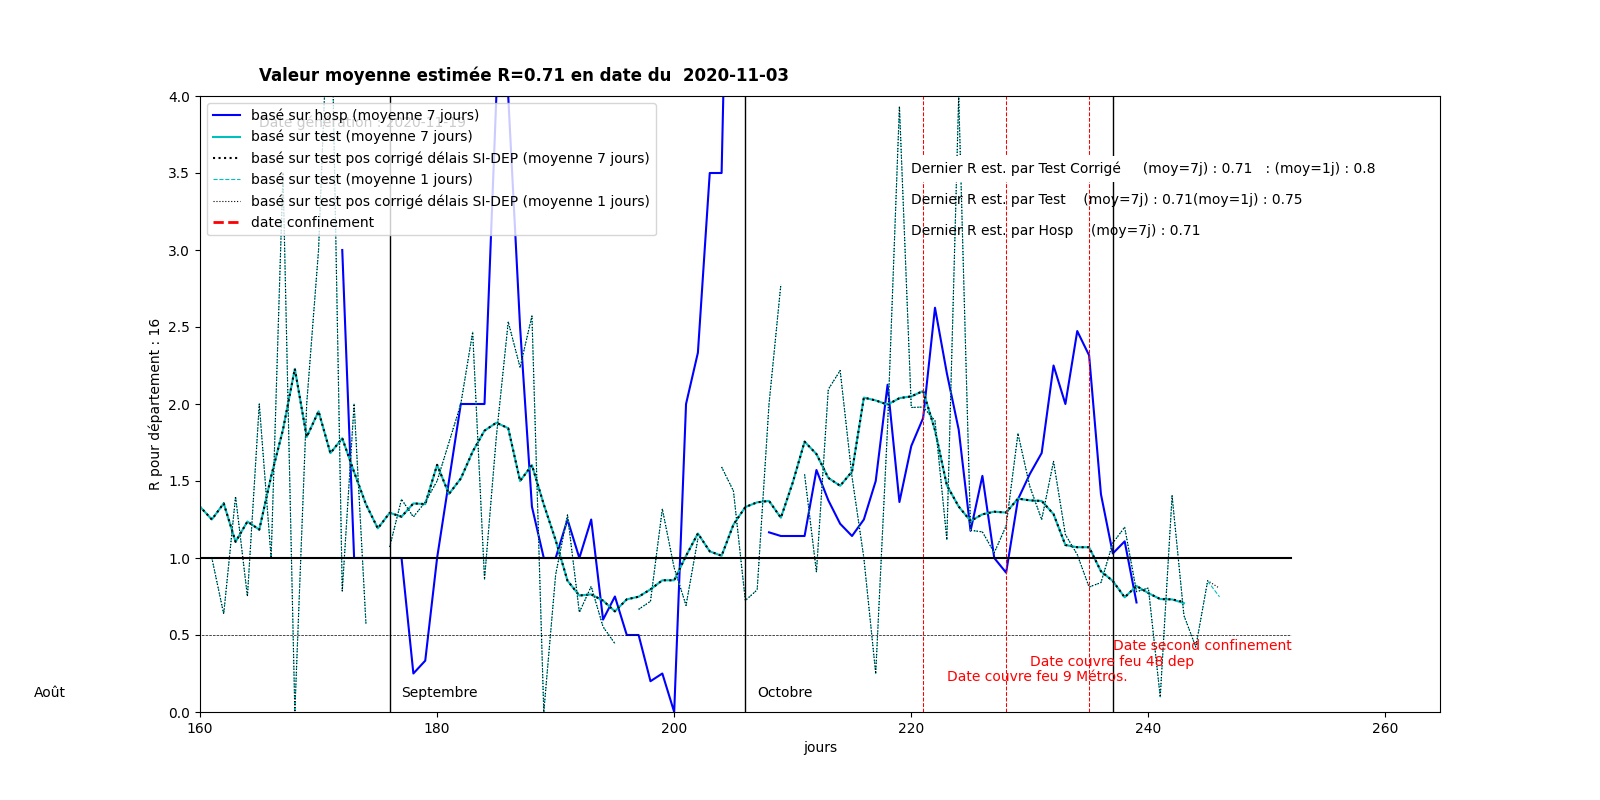 Valeur moyenne estimée R=0.71 en date du  2020-11-03
Date génération : 2020-11-19
basé sur hosp (moyenne 7 jours)
basé sur test (moyenne 7 jours)
basé sur test pos corrigé délais SI-DEP (moyenne 7 jours)
basé sur test (moyenne 1 jours)
basé sur test pos corrigé délais SI-DEP (moyenne 1 jours)
date confinement
Dernier R est. par Test Corrigé     (moy=7j) : 0.71   : (moy=1j) : 0.8
Dernier R est. par Test    (moy=7j) : 0.71(moy=1j) : 0.75
Dernier R est. par Hosp    (moy=7j) : 0.71
4.0
3.5
3.0
2.5
2.0
1.5
1.0
0.5
0.0
R pour département : 16
Date second confinement
Date couvre feu 48 dep
Date couvre feu 9 Métros.
Août
Septembre
Octobre
160
180
200
220
240
260
jours